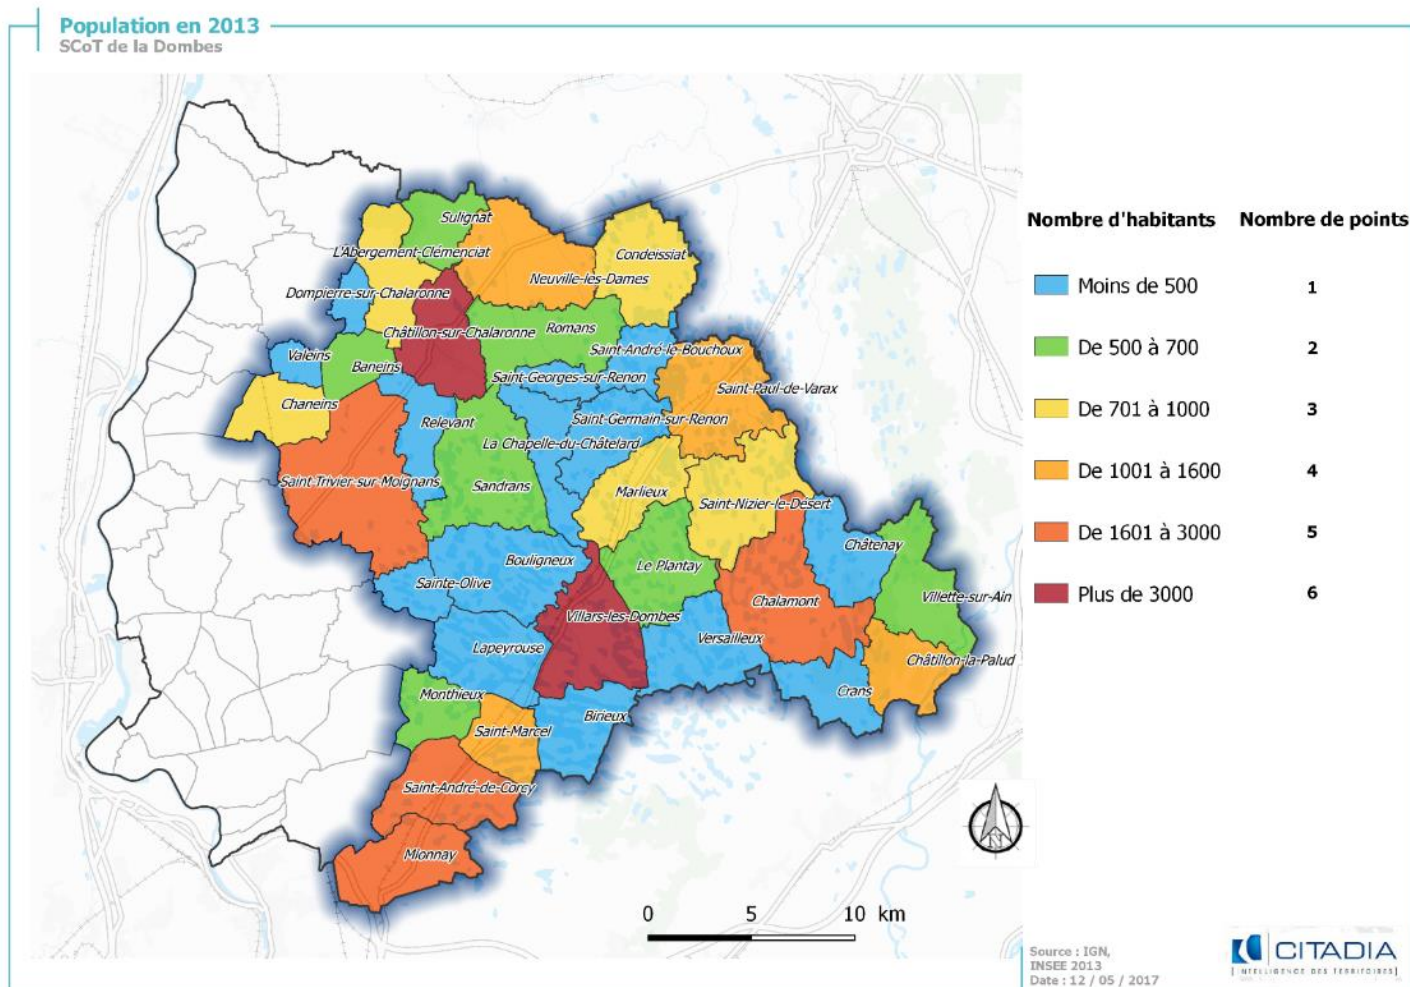 Population en 2013
SCoT de la Dombes
Sulignat
L'Abergement-Clémenciat
Condeissiat
Neuville-les-Dames
Dompierre-sur-Chalaronne
Châtillon-sur-Chalaronne
Romans
Saint-André-le-Bouchoux
Valeins
Baneins
Saint-Georges-sur-Renon
Saint-Paul-de-Varax
Chaneins
Relevant
Saint-Germain-sur-Renon
La Chapelle-du-Châtelard
Saint-Trivier-sur-Moignans
Sandrans
Marlieux
Saint-Nizier-le-Désert
Châtenay
Bouligneux
Le Plantay
Sainte-Olive
Chalamont
Villette-sur-Ain
Villars-les-Dombes
Versailleux
Lapeyrouse
Châtillon-la-Palud
Monthieux
Crans
Birieux
Saint-Marcel
Saint-André-de-Corcy
Mionnay
Nombre d'habitants Nombre de points
Moins de 500 1
De 500 à 700 2
De 701 à 1000 3
De 1001 à 1600 4
De 1601 à 3000 5
Plus de 3000 6
N
0 5 10 km
Source : IGN,
INSEE 2013
Date : 12 / 05 / 2017
CITADIA
[ INTELLIGENCE DES TERRITOIRES ]